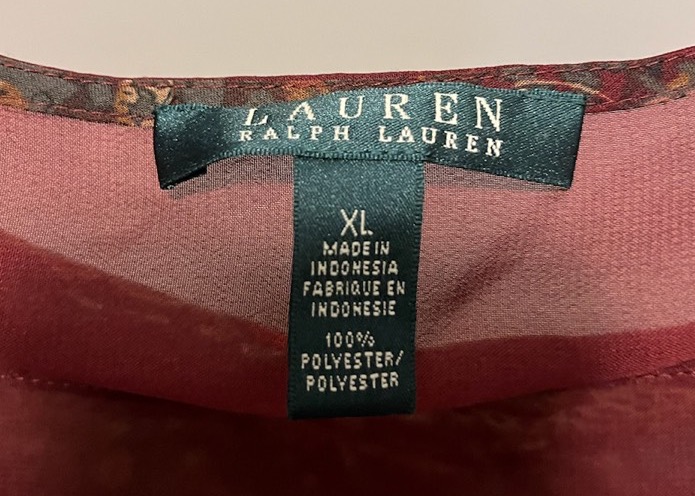 LAUREN
RALPH LAUREN
XL
MADE IN
INDONESIA
FABRIQUE EN
INDONESIE
100%
POLYESTER/
POLYESTER